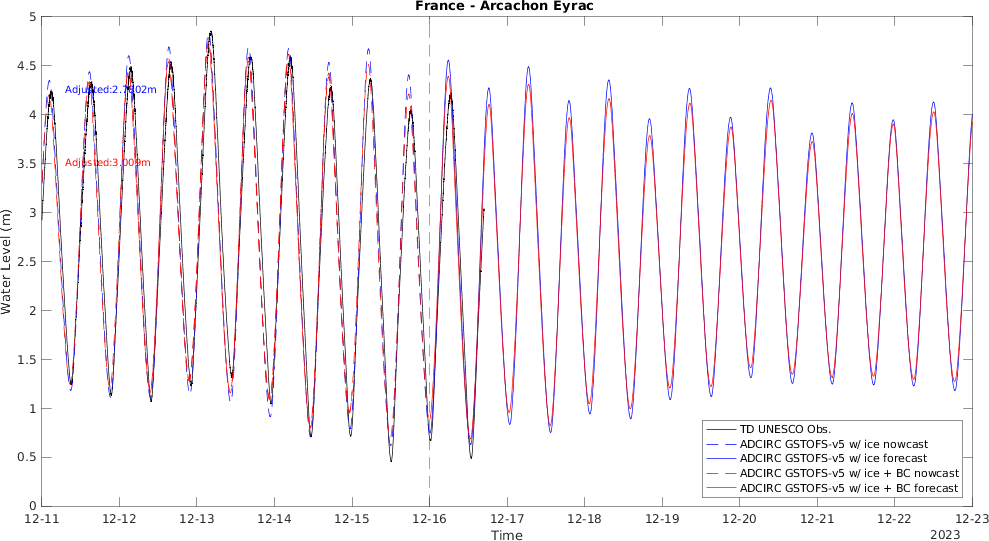 France - Arcachon Eyrac
Water Level (m)
5
4.5
4
3.5
3
2.5
2
1.5
1
0.5
0
Adjusted:3.009m
TD UNESCO Obs.
ADCIRC GSTOFS-v5 w/ ice nowcast
ADCIRC GSTOFS-v5 w/ ice forecast
ADCIRC GSTOFS-v5 w/ ice + BC nowcast
ADCIRC GSTOFS-v5 w/ ice + BC forecast
12-11 12-12 12-13 12-14 12-15 12-16 12-17 12-18 12-19 12-20 12-21 12-22 12-23
Time
2023